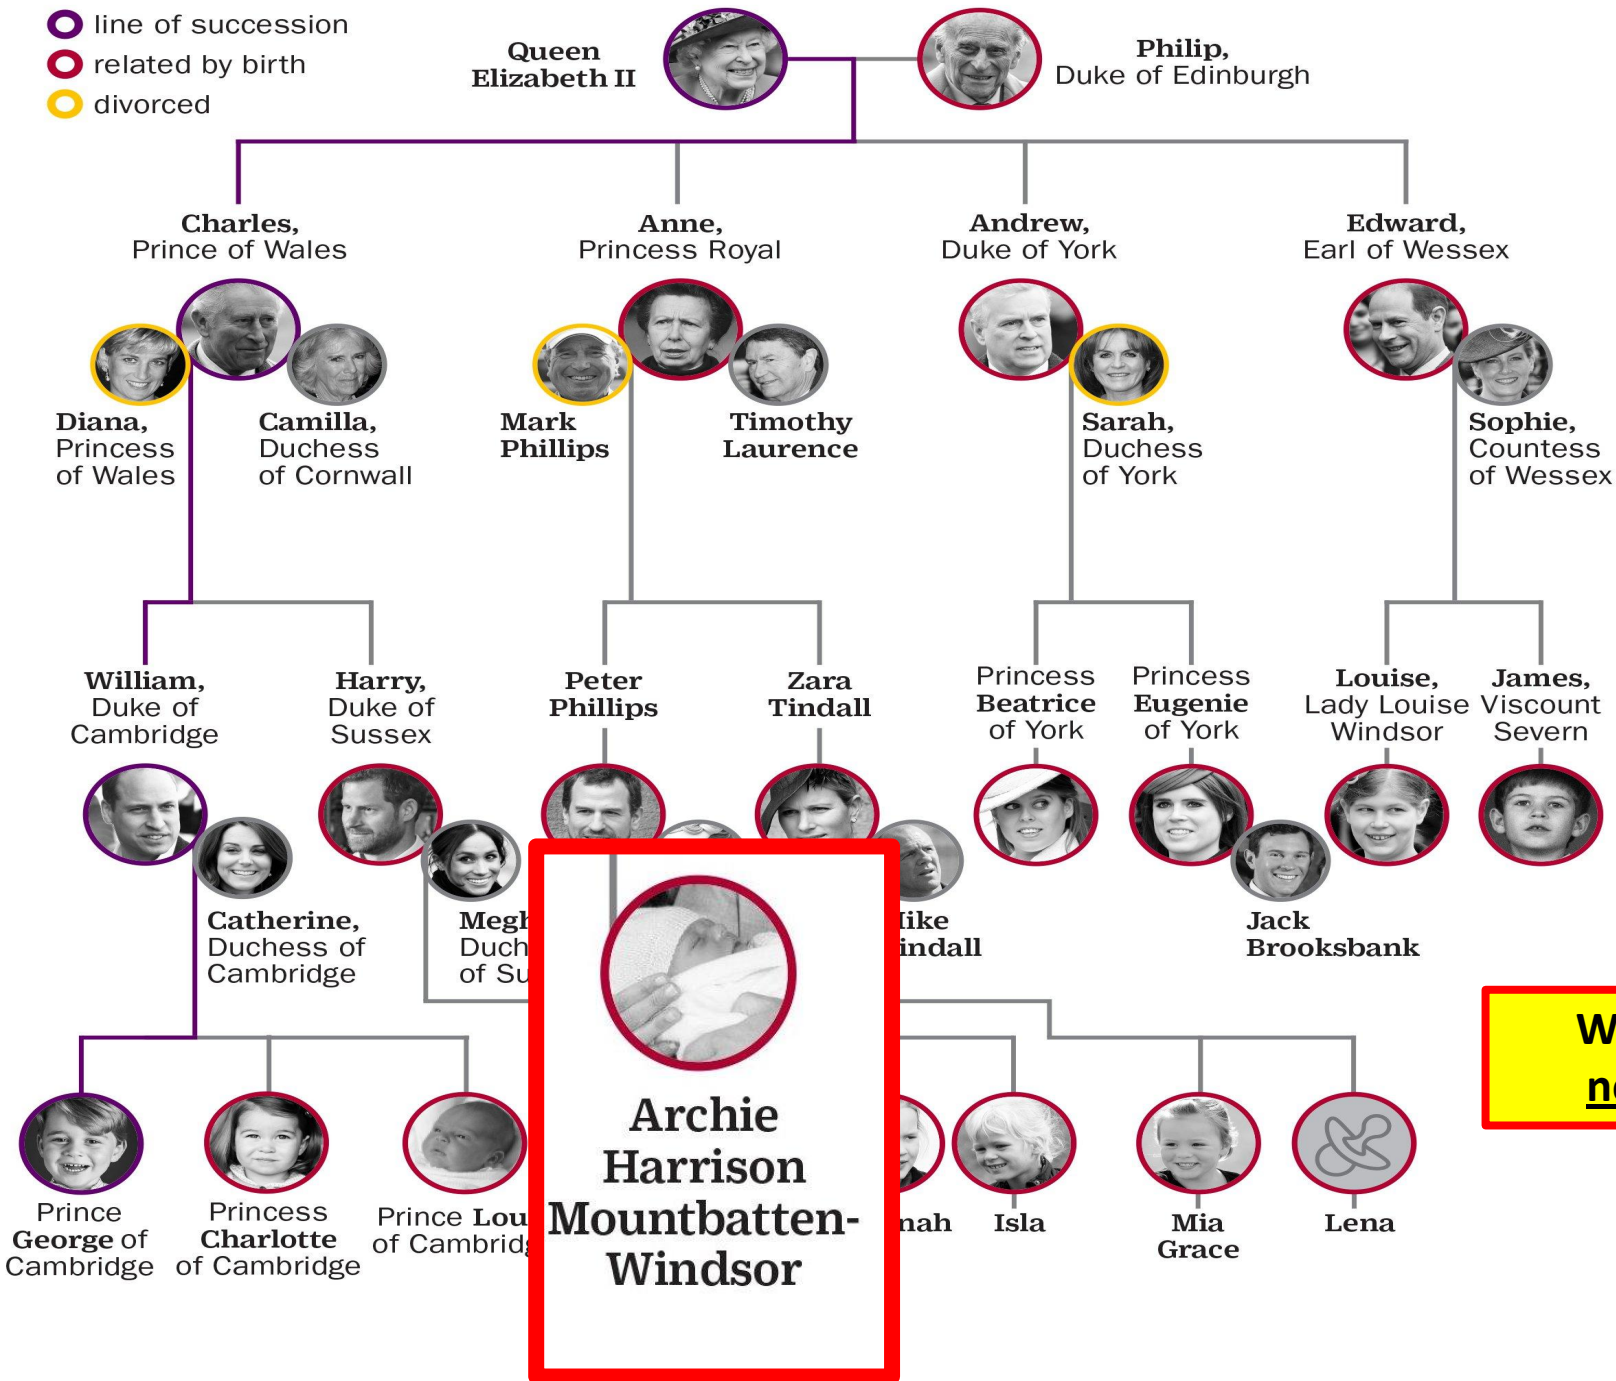 line of succession
related by birth
divorced
Queen
Elizabeth II
Philip,
Duke of Edinburgh
Charles,
Prince of Wales
Anne,
Princess Royal
Andrew,
Duke of York
Edward,
Earl of Wessex
Diana,
Princess
of Wales
Camilla,
Duchess
of Cornwall
Mark
Phillips
Timothy
Laurence
Sarah,
Duchess
of York
Sophie,
Countess
of Wessex
William,
Duke of
Cambridge
Harry,
Duke of
Sussex
Peter
Phillips
Zara
Tindall
Princess
Beatrice
of York
Princess
Eugenie
of York
Louise,
Lady Louise
Windsor
James,
Viscount
Severn
Catherine,
Duchess of
Cambridge
of
Jack
Brooksbank
Archie
Harrison
Mountbatten-
Windsor
Prince
George of
Cambridge
Princess
Charlotte
of Cambridge
Prince
of
Isla
Mia
Grace
Lena